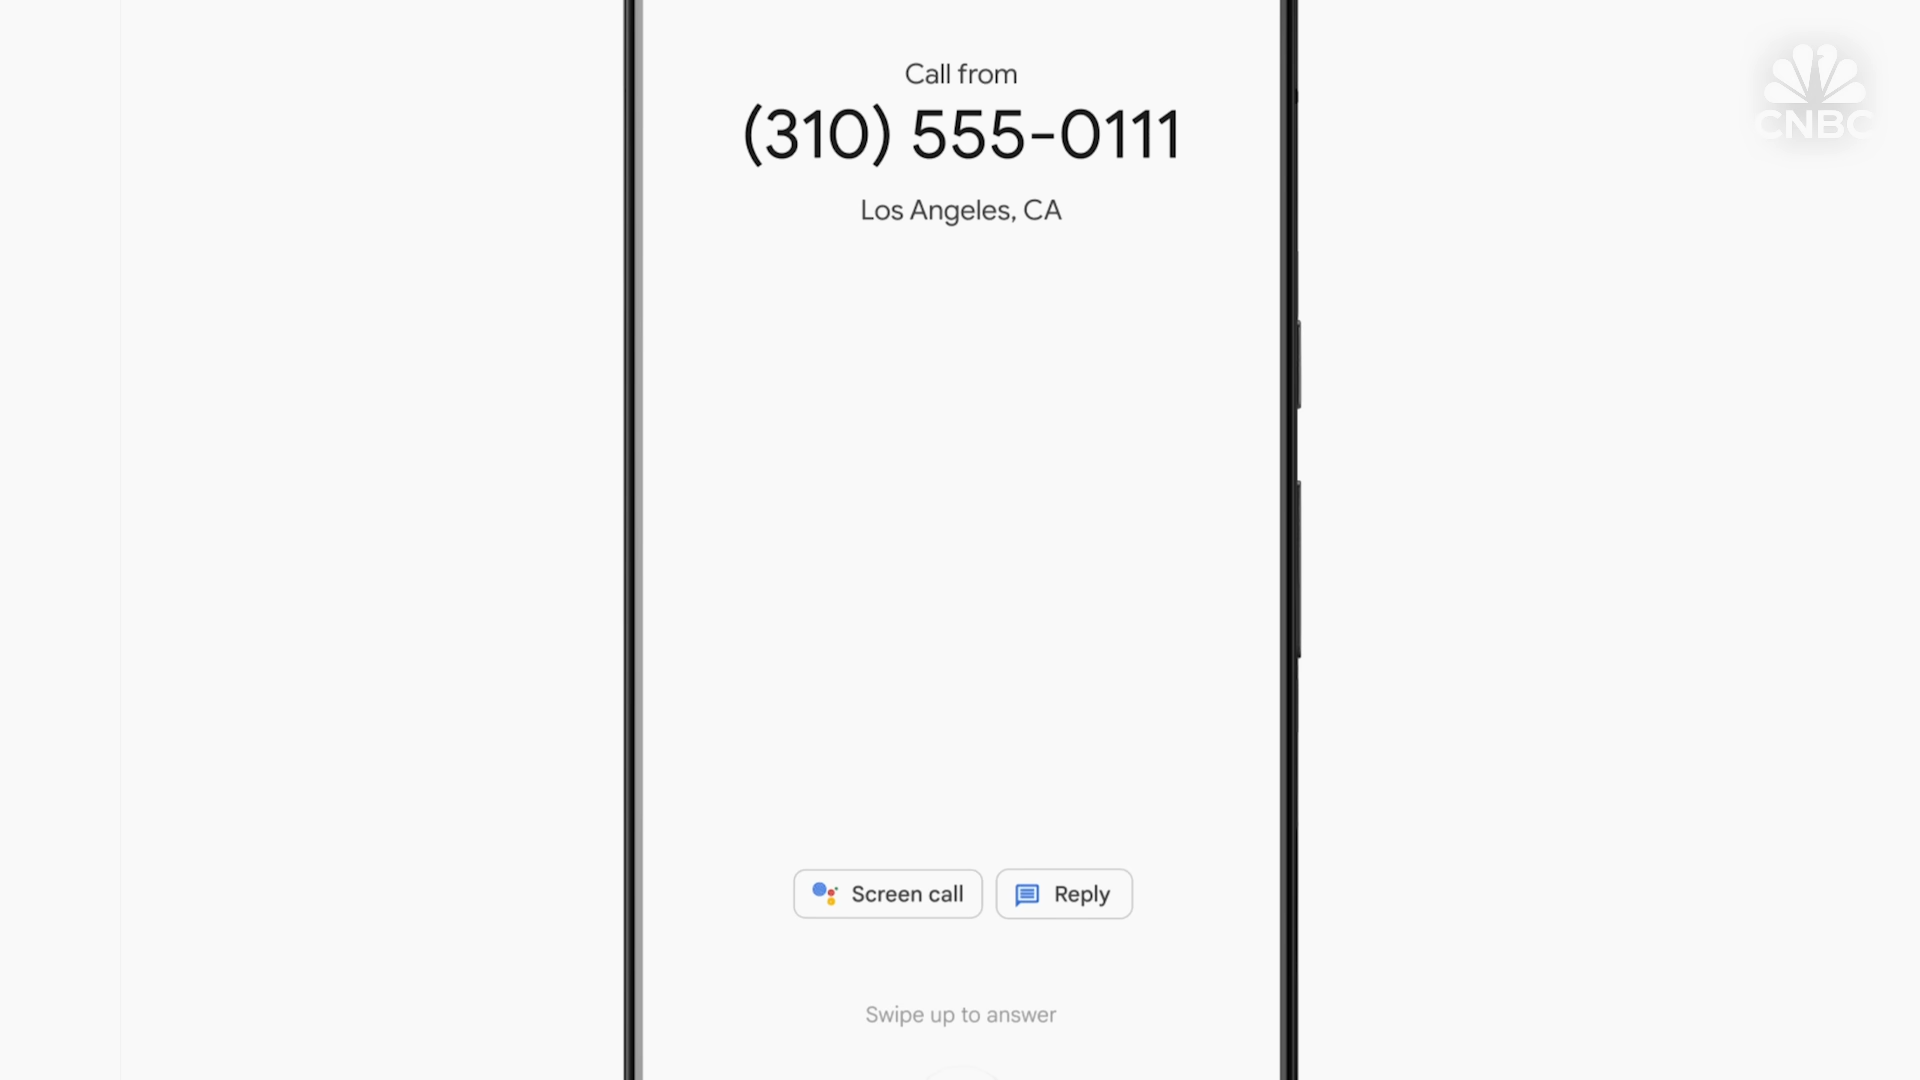 Call from
(310) 555-0111
Los Angeles, CA
CNBC
Screen call
Reply
Swipe up to answer